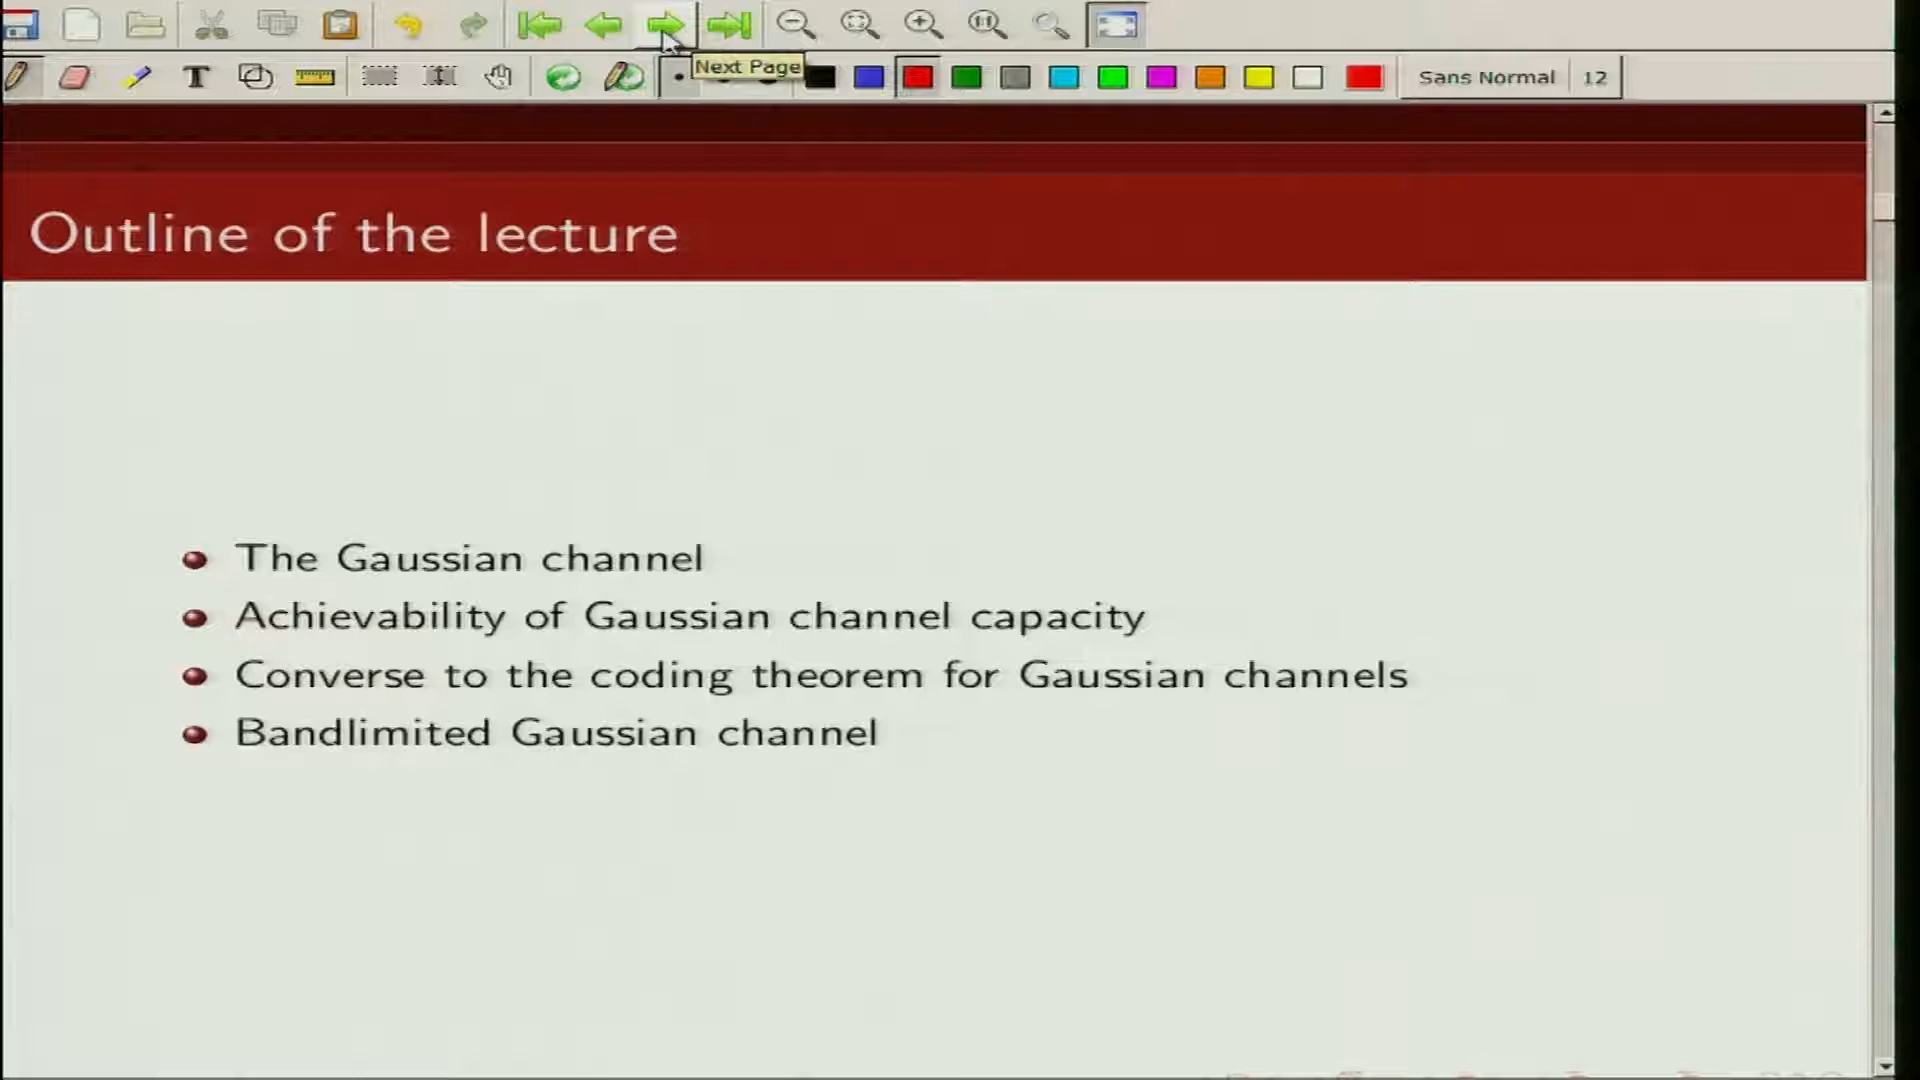 Next Page
Sans Normal 12
Outline of the lecture
The Gaussian channel
Achievability of Gaussian channel capacity
Converse to the coding theorem for Gaussian channels
Bandlimited Gaussian channel